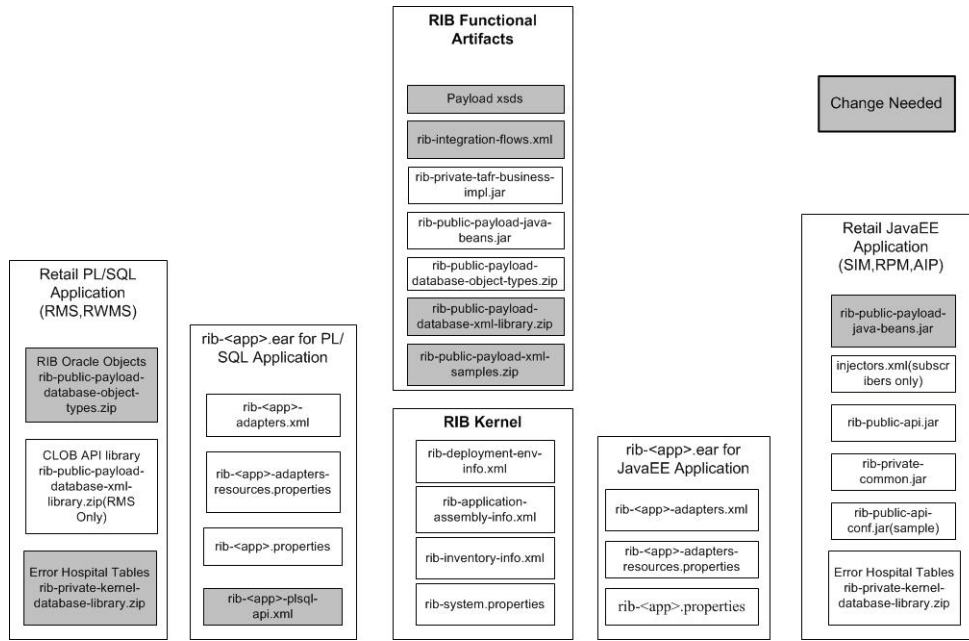 RIB Functional
Artifacts
Payload xsds
rib-integration-flows.xml
rib-private-tafr-business-
impl.jar
rib-public-payload-java-
beans.jar
rib-public-payload-
database-object-types.zip
rib-public-payload-
database-xml-library.zip
rib-public-payload-xml-
samples.zip
Change Needed
Retail PL/SQL
Application
(RMS,RWMS)
RIB Oracle Objects
rib-public-payload-
database-object-
types.zip
CLOB API library
rib-public-payload-
database-xml-
library.zip(RMS
Only)
Error Hospital Tables
rib-private-kernel-
database-library.zip
rib-<app>.ear for PL/
SQL Application
rib-<app>-
adapters.xml
rib-<app>-adapters-
resources.properties
rib-<app>.properties
rib-<app>-plsql-
api.xml
RIB Kernel
rib-deployment-env-
info.xml
rib-application-
assembly-info.xml
rib-inventory-info.xml
rib-system.properties
rib-<app>.ear for
JavaEE Application
rib-<app>-adapters.xml
rib-<app>-adapters-
resources.properties
rib-<app>.properties
Retail JavaEE
Application
(SIM,RPM,AIP)
rib-public-payload-
java-beans.jar
injectors.xml(subscr
ibers only)
rib-public-api.jar
rib-private-
common.jar
rib-public-api-
conf.jar(sample)
Error Hospital Tables
rib-private-kernel-
database-library.zip